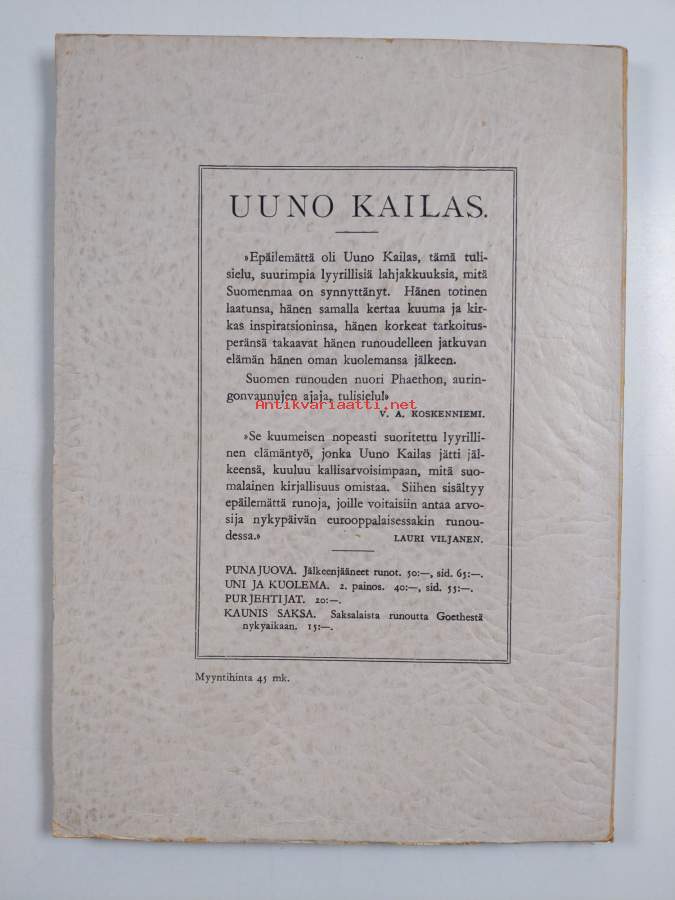 UUNO KAILAS.
»Epäilemättä oli Uuno Kailas, tämä tuli-
sielu, suurimpia lyyrillisiä lahjakkuuksia, mitä
Suomenmaa on synnyttänyt. Hänen totinen
laatunsa, hänen samalla kertaa kuuma ja kir-
kas inspiratsioninsa, hänen korkeat tarkoitus-
peränsä takaavat hänen runoudelleen jatkuvan
elämän hänen oman kuolemansa jälkeen.
Suomen runouden nuori Phaethon, aurin-
gonvaunujen ajaja, tulisielu!»
Antikvariaatti.net
V. A. KOSKENNIEMI.
»Se kuumeisen nopeasti suoritettu lyyrilli-
nen elämäntyö, jonka Uuno Kailas jätti jäl-
keensä, kuuluu kallisarvoisimpaan, mitä suo-
malainen kirjallisuus omistaa. Siihen sisältyy
epäilemättä runoja, joille voitaisiin antaa arvo-
sija nykypäivän eurooppalaisessakin runou-
dessa.» LAURI VILJANEN.
PUNAJUOVA. Jälkeenjääneet runot. 50:—, sid. 65:—.
UNI JA KUOLEMA. 2. painos. 40:—, sid. 55:—.
PURJEHTIJAT. 20:—.
KAUNIS SAKSA. Saksalaista runoutta Goethestä
nykyaikaan. 15:—.
Myyntihinta 45 mk.